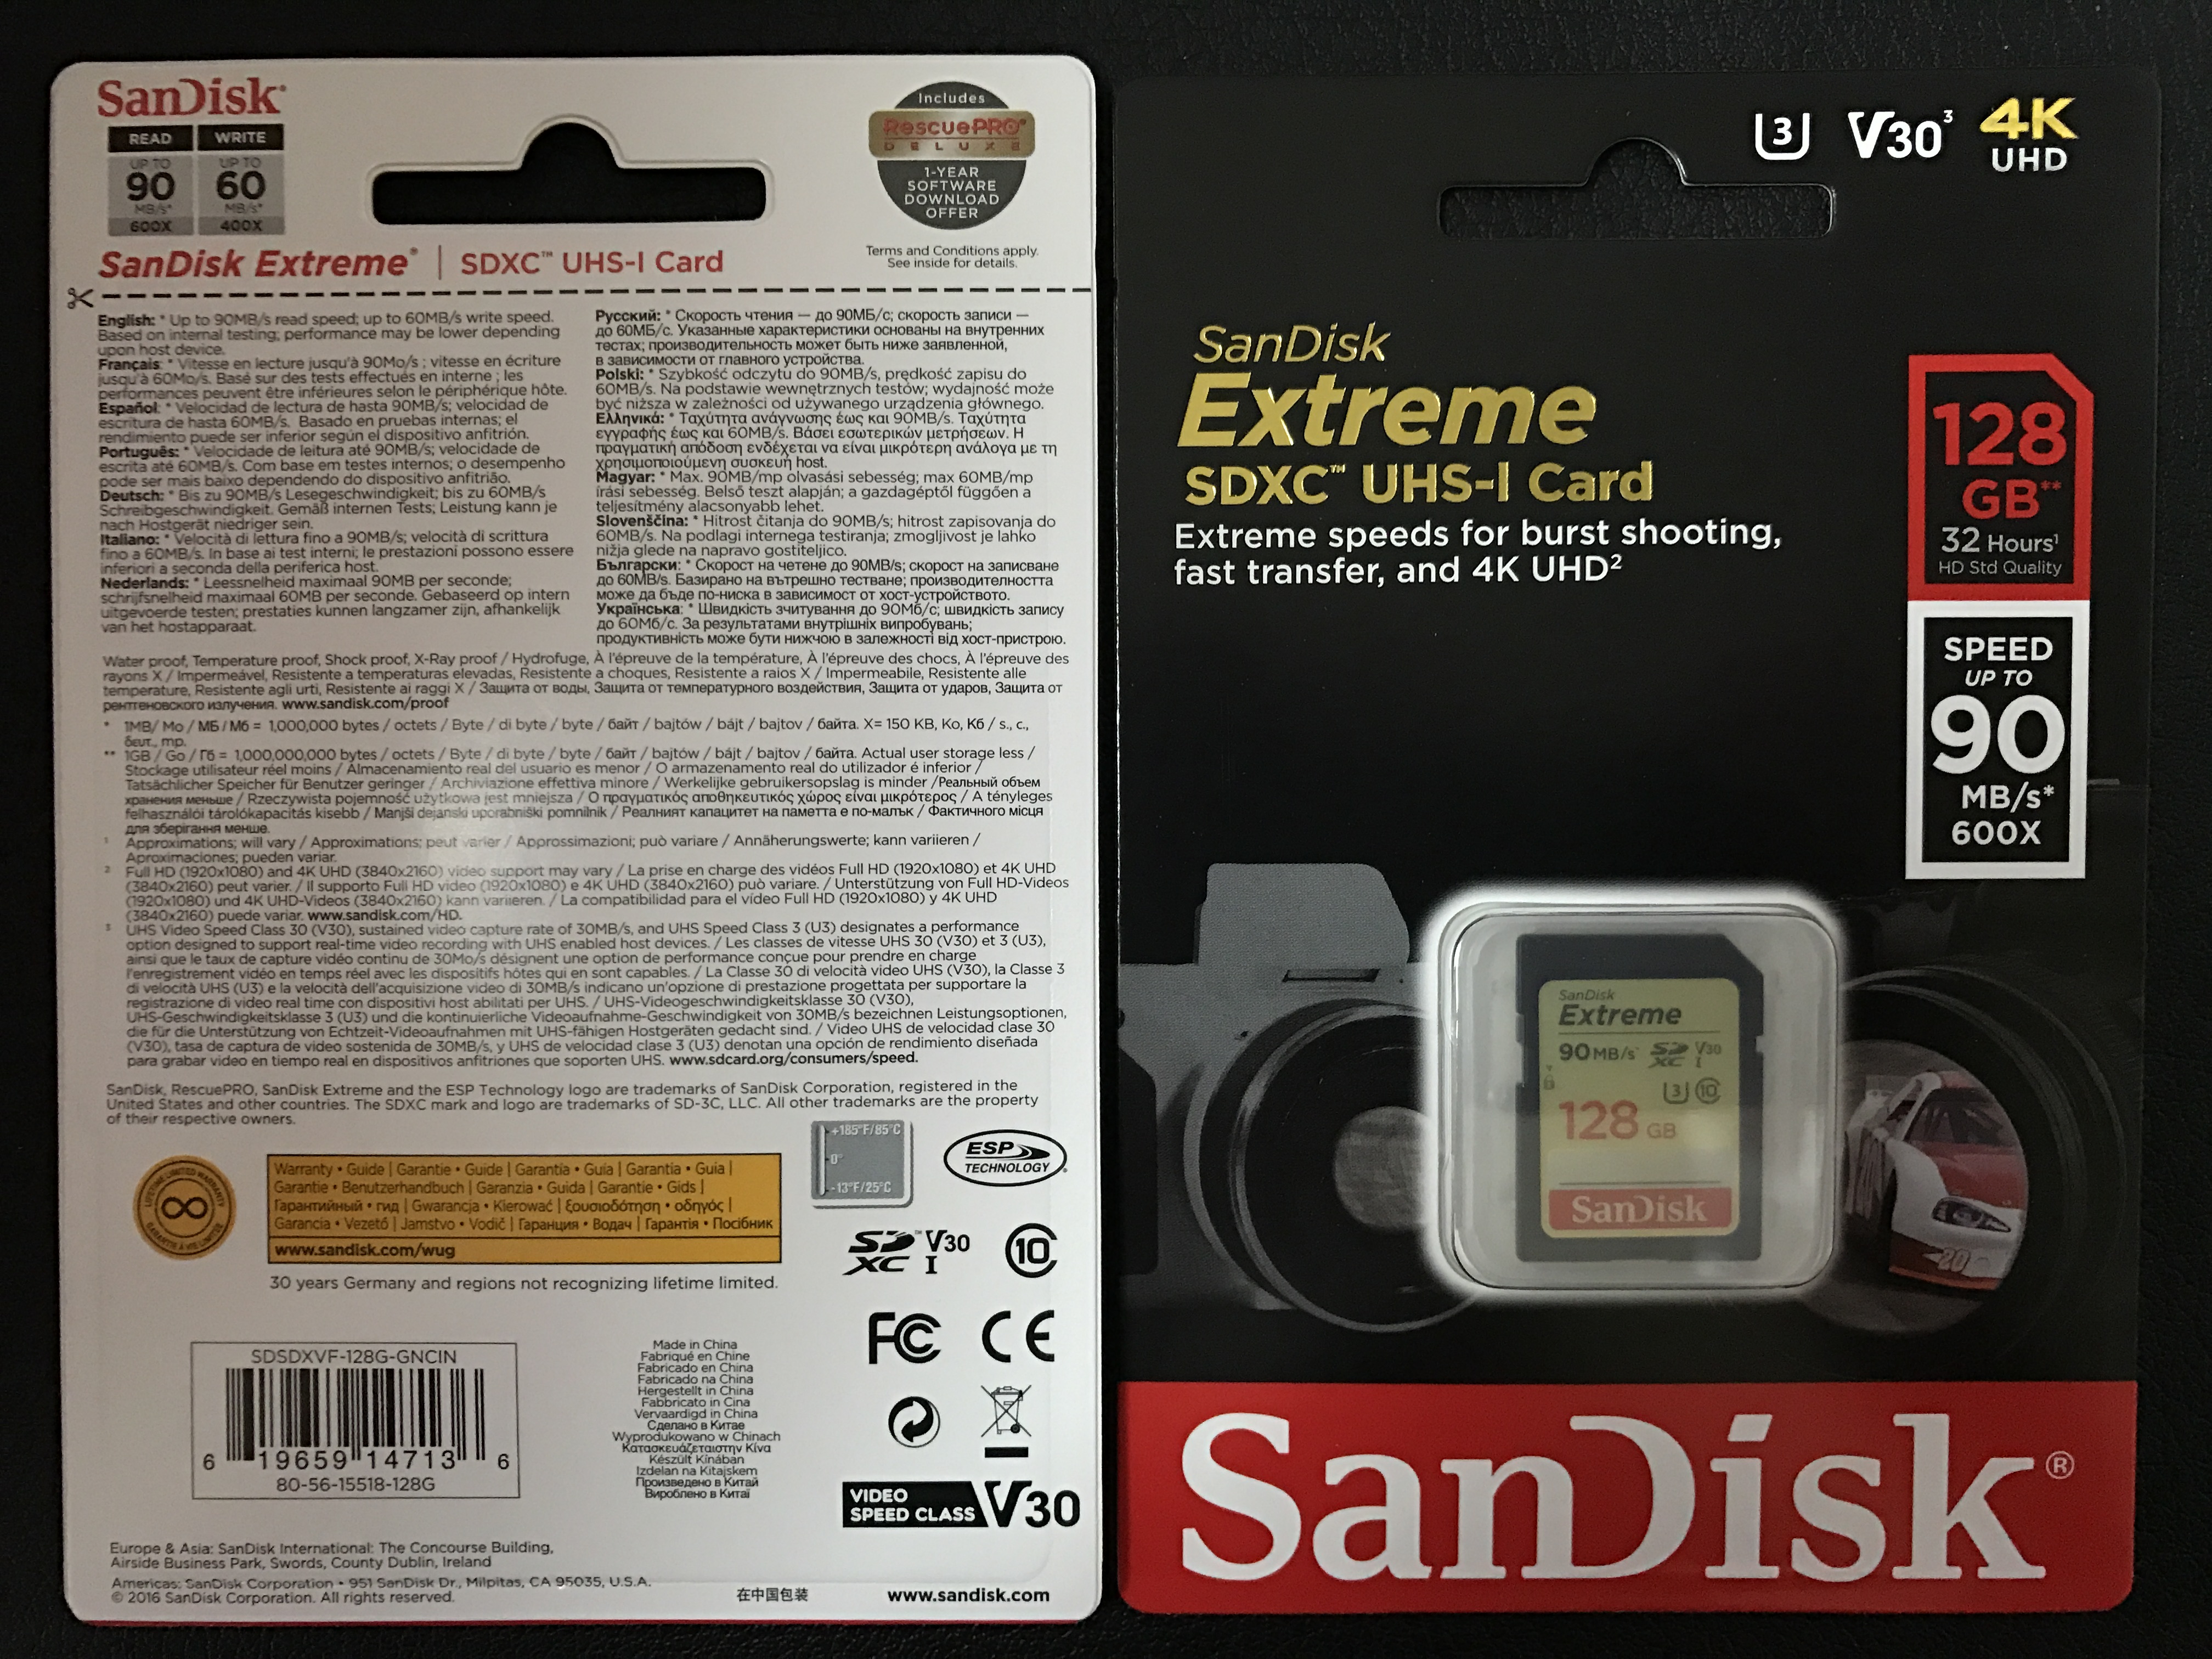 SanDisk®
READ WRITE
UP TO UP TO
90 60
MB/s* MB/s*
600X 400X
Includes
RescuePRO®
DELUXE
1-YEAR
SOFTWARE
DOWNLOAD
OFFER
Terms and Conditions apply.
See inside for details.
SanDisk Extreme® | SDXC™ UHS-I Card
English: * Up to 90MB/s read speed; up to 60MB/s write speed.
Based on internal testing; performance may be lower depending
upon host device.
Français: * Vitesse en lecture jusqu'à 90Mo/s ; vitesse en écriture
jusqu'à 60Mo/s. Basé sur des tests effectués en interne ; les
performances peuvent être inférieures selon le périphérique hôte.
Español: * Velocidad de lectura de hasta 90MB/s; velocidad de
escritura de hasta 60MB/s. Basado en pruebas internas; el
rendimiento puede ser inferior según el dispositivo anfitrión.
Português: * Velocidade de leitura até 90MB/s; velocidade de
escrita até 60MB/s. Com base em testes internos; o desempenho
pode ser mais baixo dependendo do dispositivo anfitrião.
Deutsch: * Bis zu 90MB/s Lesegeschwindigkeit; bis zu 60MB/s
Schreibgeschwindigkeit. Gemäß internen Tests; Leistung kann je
nach Hostgerät niedriger sein.
Italiano: * Velocità di lettura fino a 90MB/s; velocità di scrittura
fino a 60MB/s. In base ai test interni; le prestazioni possono essere
inferiori a seconda della periferica host.
Nederlands: * Leessnelheid maximaal 90MB per seconde;
schrijfsnelheid maximaal 60MB per seconde. Gebaseerd op intern
uitgevoerde testen; prestaties kunnen langzamer zijn, afhankelijk
van het hostapparaat.
Русский: * Скорость чтения — до 90МБ/с; скорость записи —
до 60МБ/с. Указанные характеристики основаны на внутренних
тестах; производительность может быть ниже заявленной,
в зависимости от главного устройства.
Polski: * Szybkość odczytu do 90MB/s, prędkość zapisu do
60MB/s. Na podstawie wewnętrznych testów; wydajność może
być niższa w zależności od używanego urządzenia głównego.
Ελληνικά: * Ταχύτητα ανάγνωσης έως και 90MB/s. Ταχύτητα
εγγραφής έως και 60MB/s. Βάσει εσωτερικών μετρήσεων. Η
πραγματική απόδοση ενδέχεται να είναι μικρότερη ανάλογα με τη
χρησιμοποιούμενη συσκευή host.
Magyar: * Max. 90MB/mp olvasási sebesség; max 60MB/mp
írási sebesség. Belső teszt alapján; a gazdagéptől függően a
teljesítmény alacsonyabb lehet.
Slovenščina: * Hitrost čitanja do 90MB/s; hitrost zapisovanja do
60MB/s. Na podlagi internega testiranja; zmogljivost je lahko
nižja glede na napravo gostiteljico.
Български: * Скорост на четене до 90MB/s; скорост на записване
до 60MB/s. Базирано на вътрешно тестване; производителността
може да бъде по-ниска в зависимост от хост-устройството.
Українська: * Швидкість зчитування до 90Мб/с; швидкість запису
до 60Мб/с. За результатами внутрішніх випробувань;
продуктивність може бути нижчою в залежності від хост-пристрою.
Water proof, Temperature proof, Shock proof, X-Ray proof / Hydrofuge, À l'épreuve de la température, À l'épreuve des chocs, À l'épreuve des
rayons X / Impermeável, Resistente a temperaturas elevadas, Resistente a choques, Resistente a raios X / Impermeabile, Resistente alle
temperature, Resistente agli urti, Resistente ai raggi X / Защита от воды, Защита от температурного воздействия, Защита от ударов, Защита от
рентгеновского излучения. www.sandisk.com/proof
* 1MB/ Mo / МБ / Мб = 1,000,000 bytes / octets / Byte / di byte / byte / байт / bajtów / bájt / bajtov / байта. X= 150 KB, Ko, Кб / s., c.,
δευτ., mp.
** 1GB / Go / Гб = 1,000,000,000 bytes / octets / Byte / di byte / byte / байт / bajtów / bájt / bajtov / байта. Actual user storage less /
Stockage utilisateur réel moins / Almacenamiento real del usuario es menor / O armazenamento real do utilizador é inferior /
Tatsächlicher Speicher für Benutzer geringer / Archiviazione effettiva minore / Werkelijke gebruikersopslag is minder /Реальный объем
хранения меньше / Rzeczywista pojemność użytkowa jest mniejsza / Ο πραγματικός αποθηκευτικός χώρος είναι μικρότερος / A tényleges
felhasználói tárolókapacitás kisebb / Manjši dejanski uporabniški pomnilnik / Реалният капацитет на паметта е по-малък / Фактичного місця
для зберігання менше.
¹ Approximations; will vary / Approximations; peut varier / Approssimazioni; può variare / Annäherungswerte; kann variieren /
Aproximaciones; pueden variar.
² Full HD (1920x1080) and 4K UHD (3840x2160) video support may vary / La prise en charge des vidéos Full HD (1920x1080) et 4K UHD
(3840x2160) peut varier. / Il supporto Full HD video (1920x1080) e 4K UHD (3840x2160) può variare. / Unterstützung von Full HD-Videos
(1920x1080) und 4K UHD-Videos (3840x2160) kann variieren. / La compatibilidad para el vídeo Full HD (1920x1080) y 4K UHD
(3840x2160) puede variar. www.sandisk.com/HD.
³ UHS Video Speed Class 30 (V30), sustained video capture rate of 30MB/s, and UHS Speed Class 3 (U3) designates a performance
option designed to support real-time video recording with UHS enabled host devices. / Les classes de vitesse UHS 30 (V30) et 3 (U3),
ainsi que le taux de capture vidéo continu de 30Mo/s désignent une option de performance conçue pour prendre en charge
l'enregistrement vidéo en temps réel avec les dispositifs hôtes qui en sont capables. / La Classe 30 di velocità video UHS (V30), la Classe 3
di velocità UHS (U3) e la velocità dell'acquisizione video di 30MB/s indicano un'opzione di prestazione progettata per supportare la
registrazione di video real time con dispositivi host abilitati per UHS. / UHS-Videogeschwindigkeitsklasse 30 (V30),
UHS-Geschwindigkeitsklasse 3 (U3) und die kontinuierliche Videoaufnahme-Geschwindigkeit von 30MB/s bezeichnen Leistungsoptionen,
die für die Unterstützung von Echtzeit-Videoaufnahmen mit UHS-fähigen Hostgeräten gedacht sind. / Video UHS de velocidad clase 30
(V30), tasa de captura de video sostenida de 30MB/s, y UHS de velocidad clase 3 (U3) denotan una opción de rendimiento diseñada
para grabar video en tiempo real en dispositivos anfitriones que soporten UHS. www.sdcard.org/consumers/speed.
SanDisk, RescuePRO, SanDisk Extreme and the ESP Technology logo are trademarks of SanDisk Corporation, registered in the
United States and other countries. The SDXC mark and logo are trademarks of SD-3C, LLC. All other trademarks are the property
of their respective owners.
LIFETIME LIMITED WARRANTY
GARANTIE À VIE LIMITÉE
Warranty • Guide | Garantie • Guide | Garantia • Guia | Garantia • Guia |
Garantie • Benutzerhandbuch | Garanzia • Guida | Garantie • Gids |
Гарантийный • гид | Gwarancja • Kierować | ξουσιοδότηση • οδηγός |
Garancia • Vezető | Jamstvo • Vodič | Гаранция • Водач | Гарантія • Посібник
www.sandisk.com/wug
30 years Germany and regions not recognizing lifetime limited.
+185°F/85°C
0°
-13°F/25°C
ESP
TECHNOLOGY
SD XC I ™ V30
10
FC CE
SDSDXVF-128G-GNCIN
6 19659 14713 6
80-56-15518-128G
Made in China
Fabriqué en Chine
Fabricado en China
Fabricado na China
Hergestellt in China
Fabbricato in Cina
Vervaardigd in China
Сделано в Китае
Wyprodukowano w Chinach
Κατασκευάζεταιστην Κίνα
Készült Kínában
Izdelan na Kitajskem
Произведено в Китай
Вироблено в Китаї
VIDEO
SPEED CLASS V30
Europe & Asia: SanDisk International: The Concourse Building,
Airside Business Park, Swords, County Dublin, Ireland
Americas: SanDisk Corporation • 951 SanDisk Dr., Milpitas, CA 95035, U.S.A.
© 2016 SanDisk Corporation. All rights reserved.
在中国包装
www.sandisk.com
3 V30³ 4K
UHD
SanDisk
Extreme
SDXC™ UHS-I Card
Extreme speeds for burst shooting,
fast transfer, and 4K UHD²
128
GB**
32 Hours¹
HD Std Quality
SPEED
UP TO
90
MB/s*
600X
SanDisk
Extreme
90 MB/s* SD XC I V30
3 10
128 GB
SanDisk
20
SanDisk®